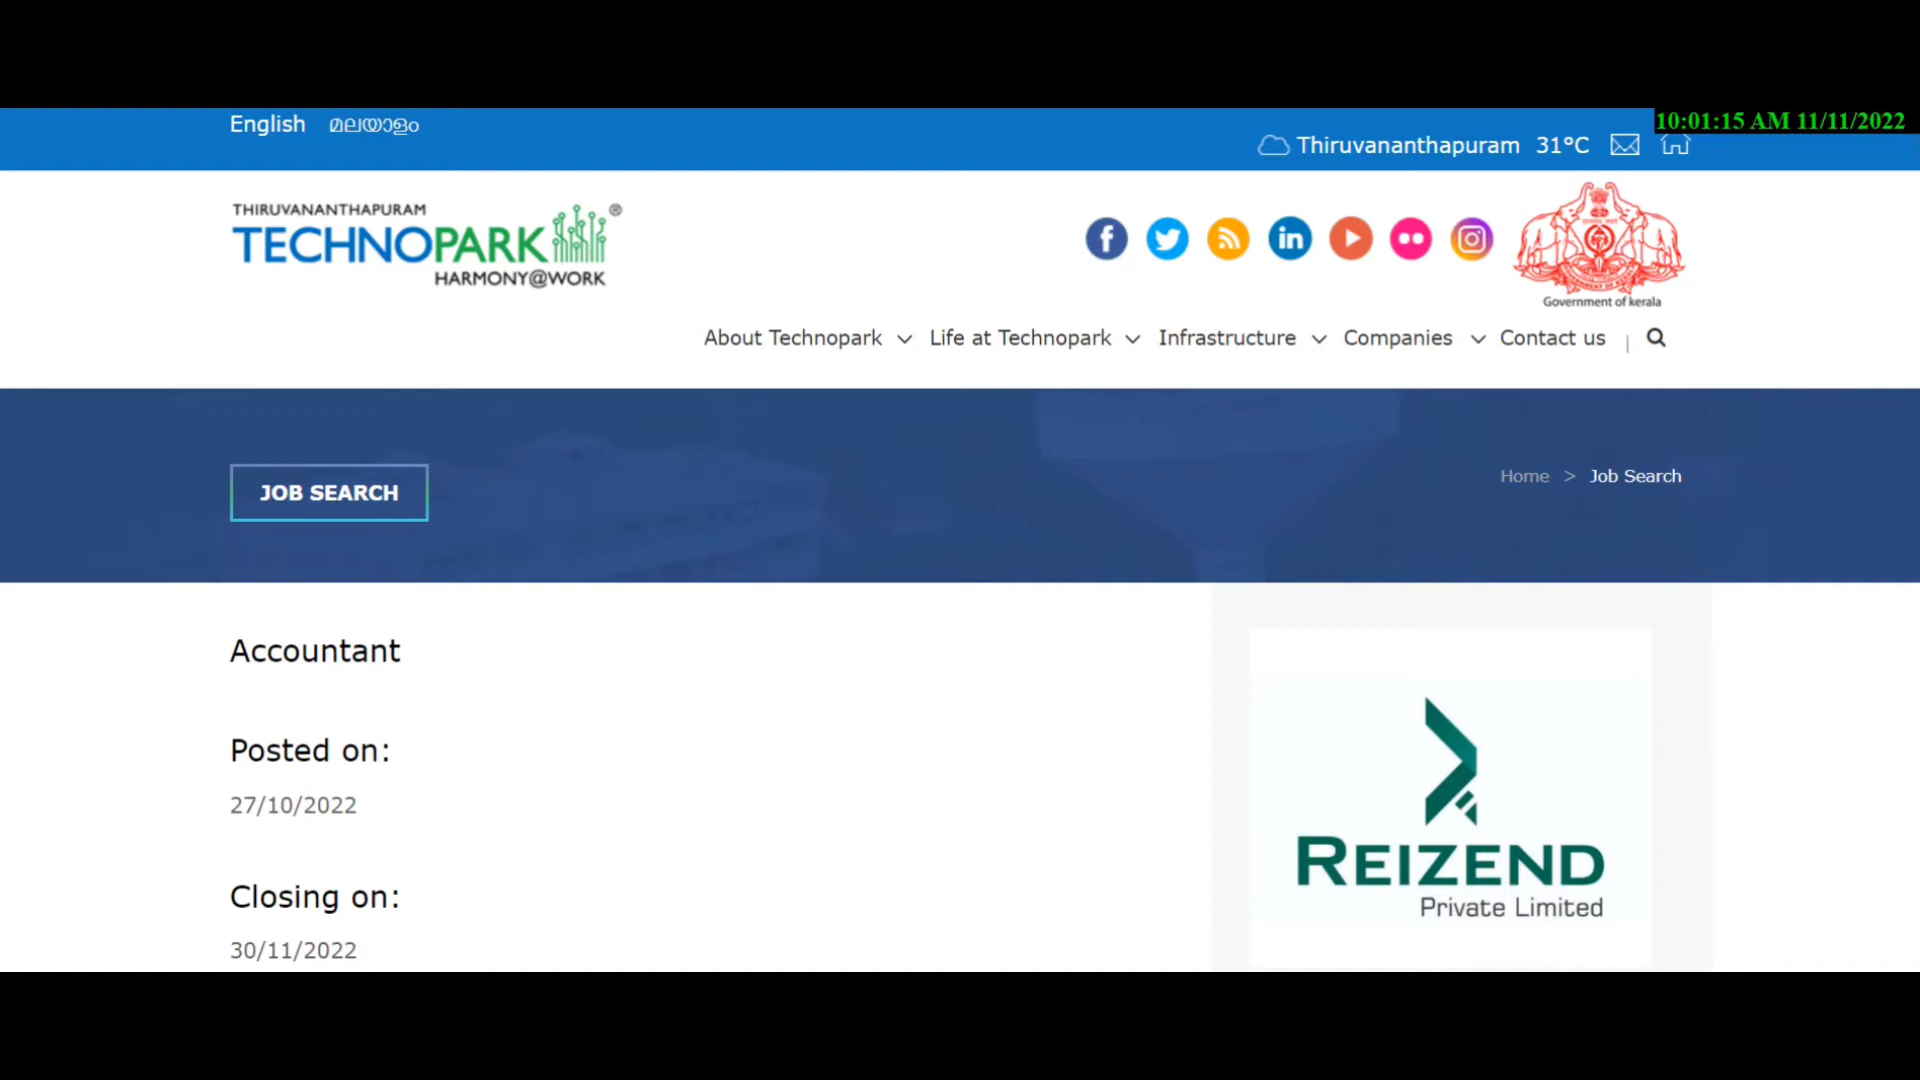 English മലയാളം
10:01:15 AM 11/11/2022
Thiruvananthapuram 31°C
THIRUVANANTHAPURAM
TECHNOPARK®
HARMONY@WORK
Government of kerala
About Technopark Life at Technopark Infrastructure Companies Contact us |
JOB SEARCH
Home > Job Search
Accountant
Posted on:
27/10/2022
Closing on:
30/11/2022
REIZEND
Private Limited